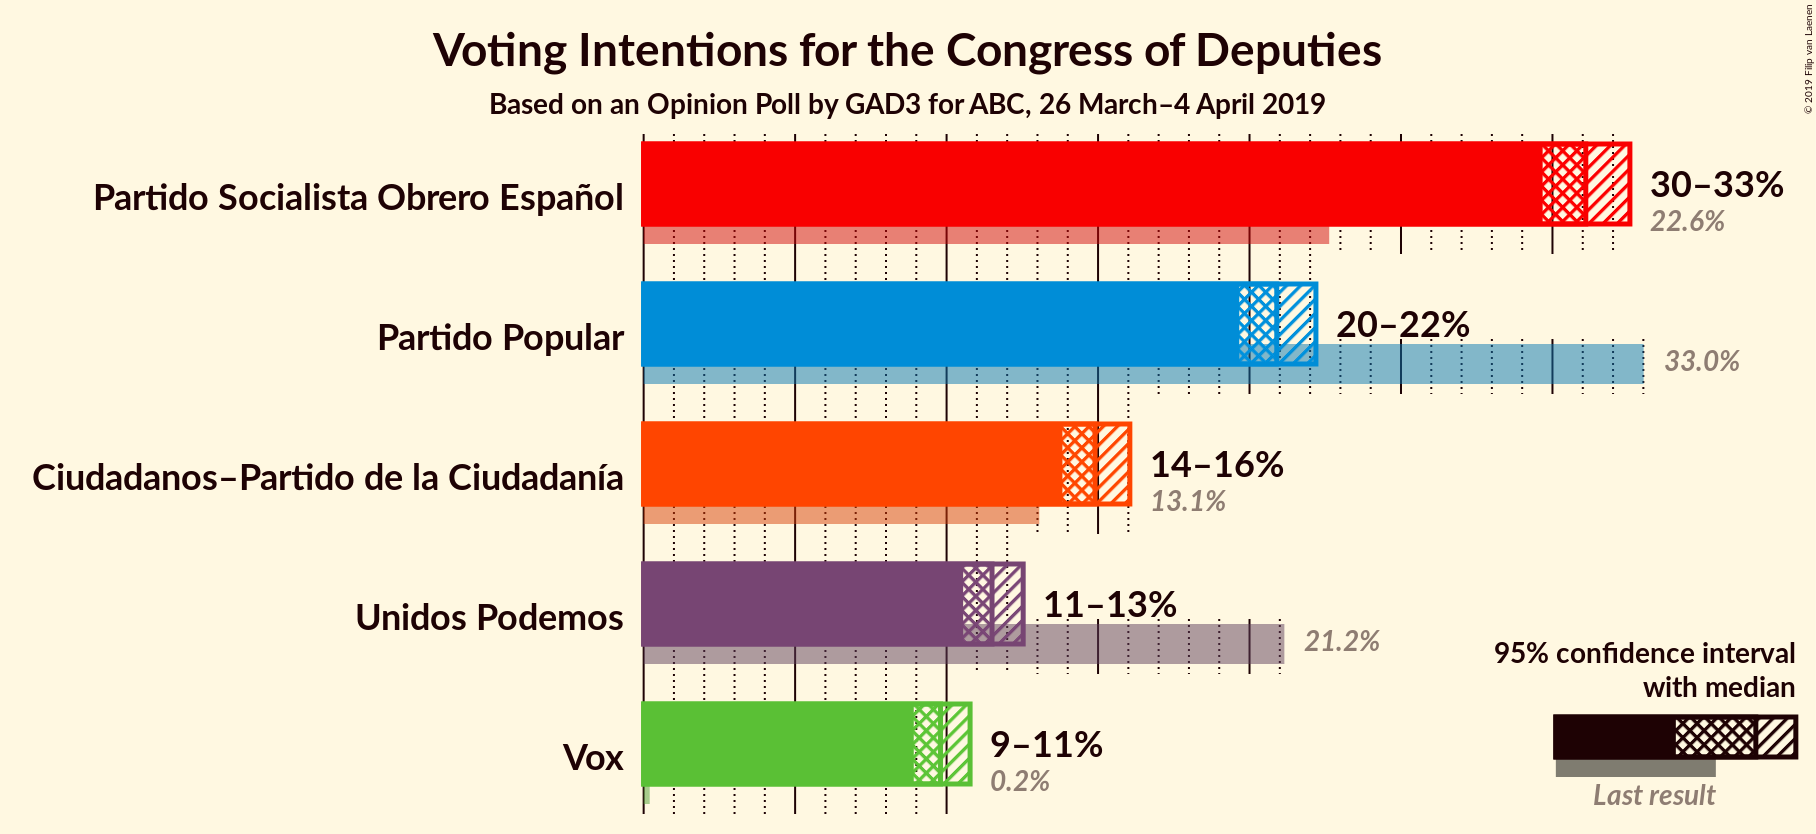 Voting Intentions for the Congress of Deputies
Based on an Opinion Poll by GAD3 for ABC, 26 March–4 April 2019
© 2019 Filip van Laenen
Partido Socialista Obrero Español
30–33%
22.6%
Partido Popular
20–22%
33.0%
Ciudadanos–Partido de la Ciudadanía
14–16%
13.1%
Unidos Podemos
11–13%
21.2%
Vox
9–11%
0.2%
95% confidence interval
with median
Last result